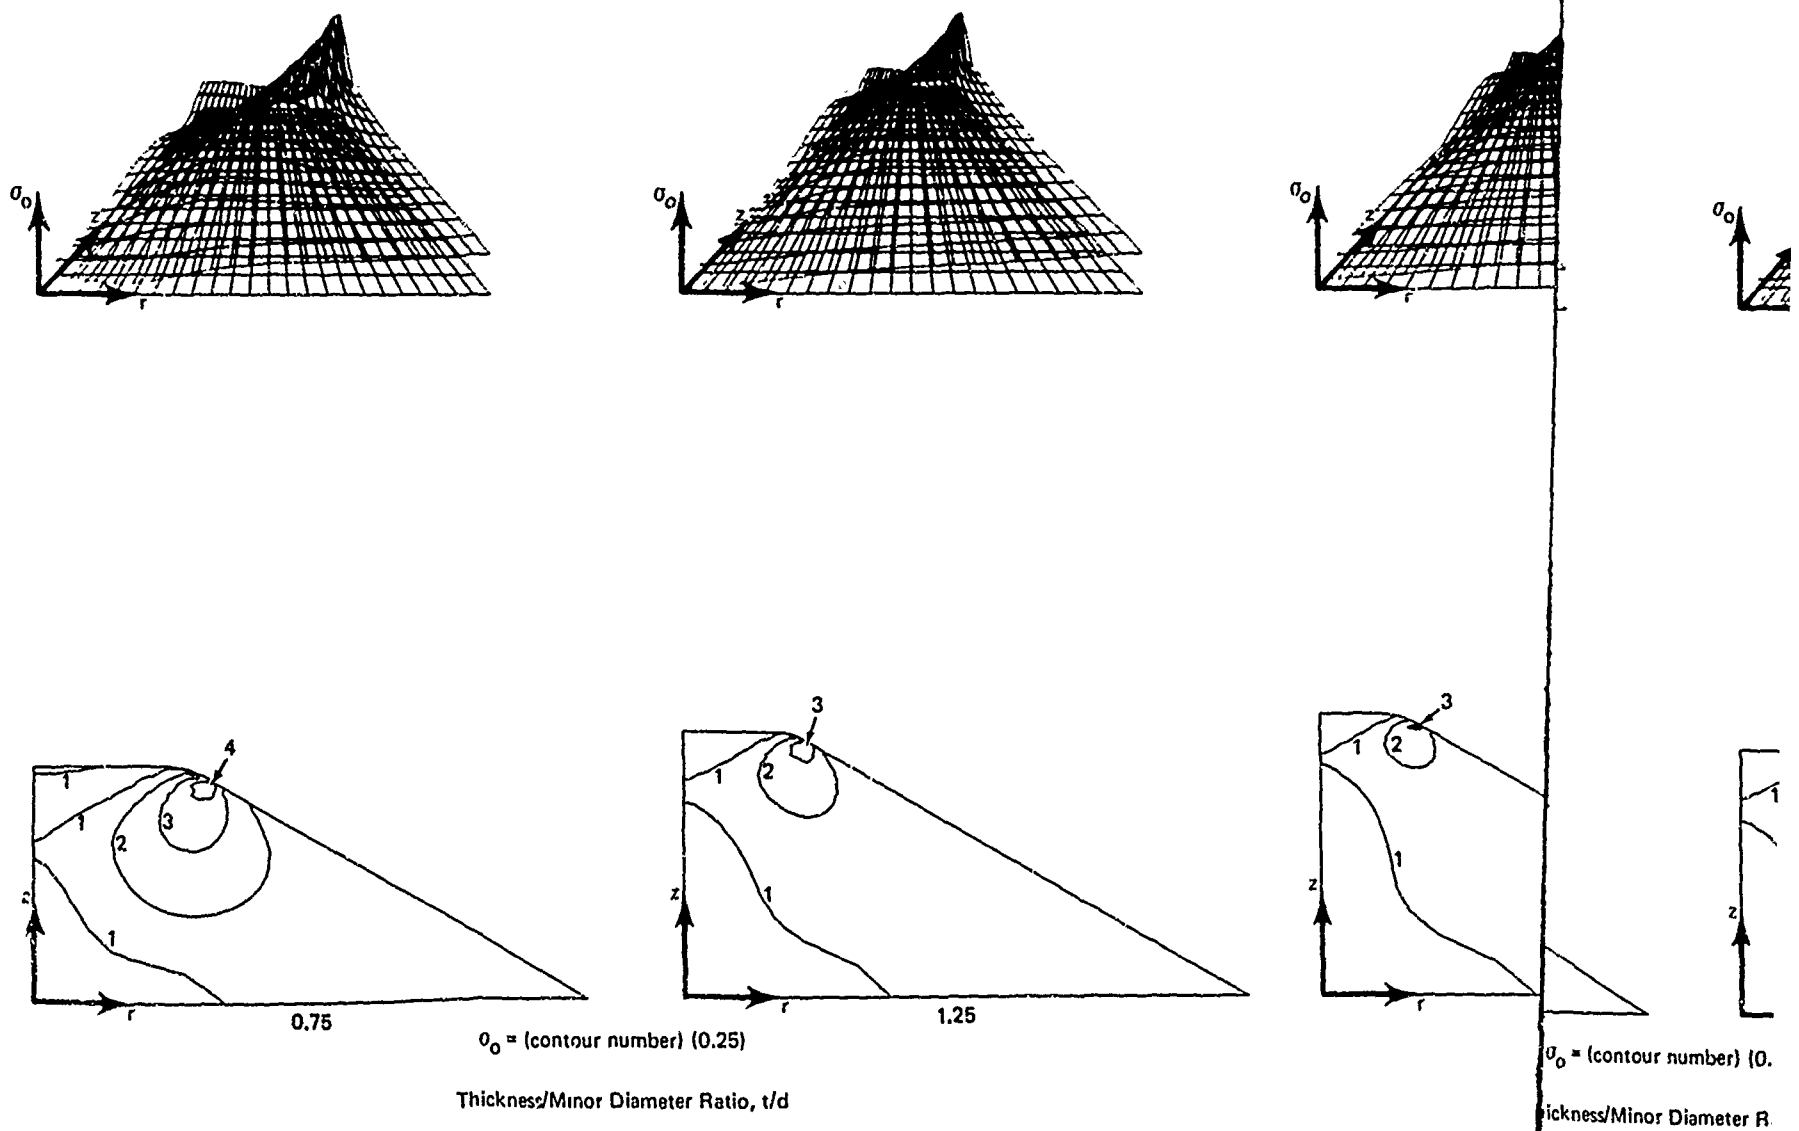 σo z r
σo z r
σo z r
σo
4
1
1
2
3
1
z r
0.75
3
1
2
1
z r
1.25
3
1
2
1
z r
1
z
σo = (contour number) (0.25)
σo = (contour number) (0.
Thickness/Minor Diameter Ratio, t/d
ickness/Minor Diameter R